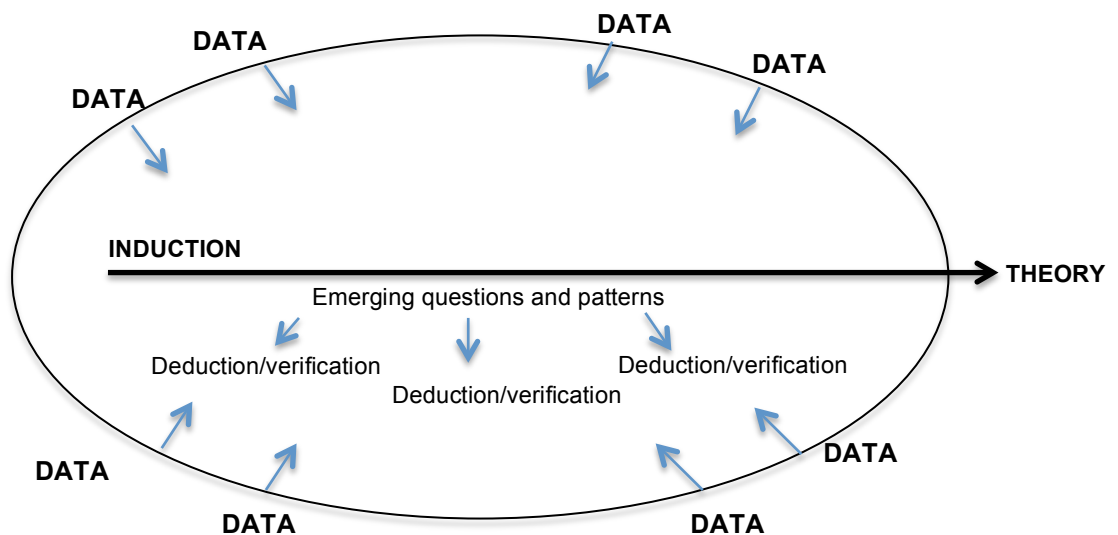 DATA
DATA
DATA
DATA
INDUCTION
THEORY
Emerging questions and patterns
Deduction/verification
Deduction/verification
Deduction/verification
DATA
DATA
DATA
DATA